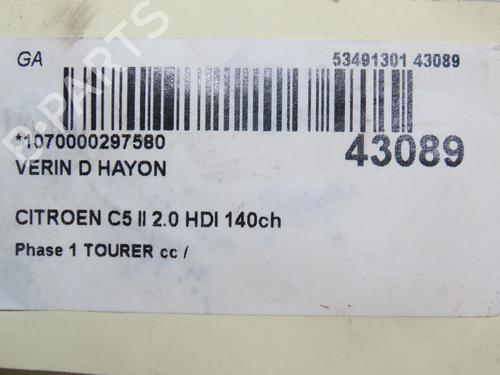 GA 53491301 43089
*1070000297580 43089
VERIN D HAYON
CITROEN C5 II 2.0 HDI 140ch
Phase 1 TOURER cc /
B-PARTS